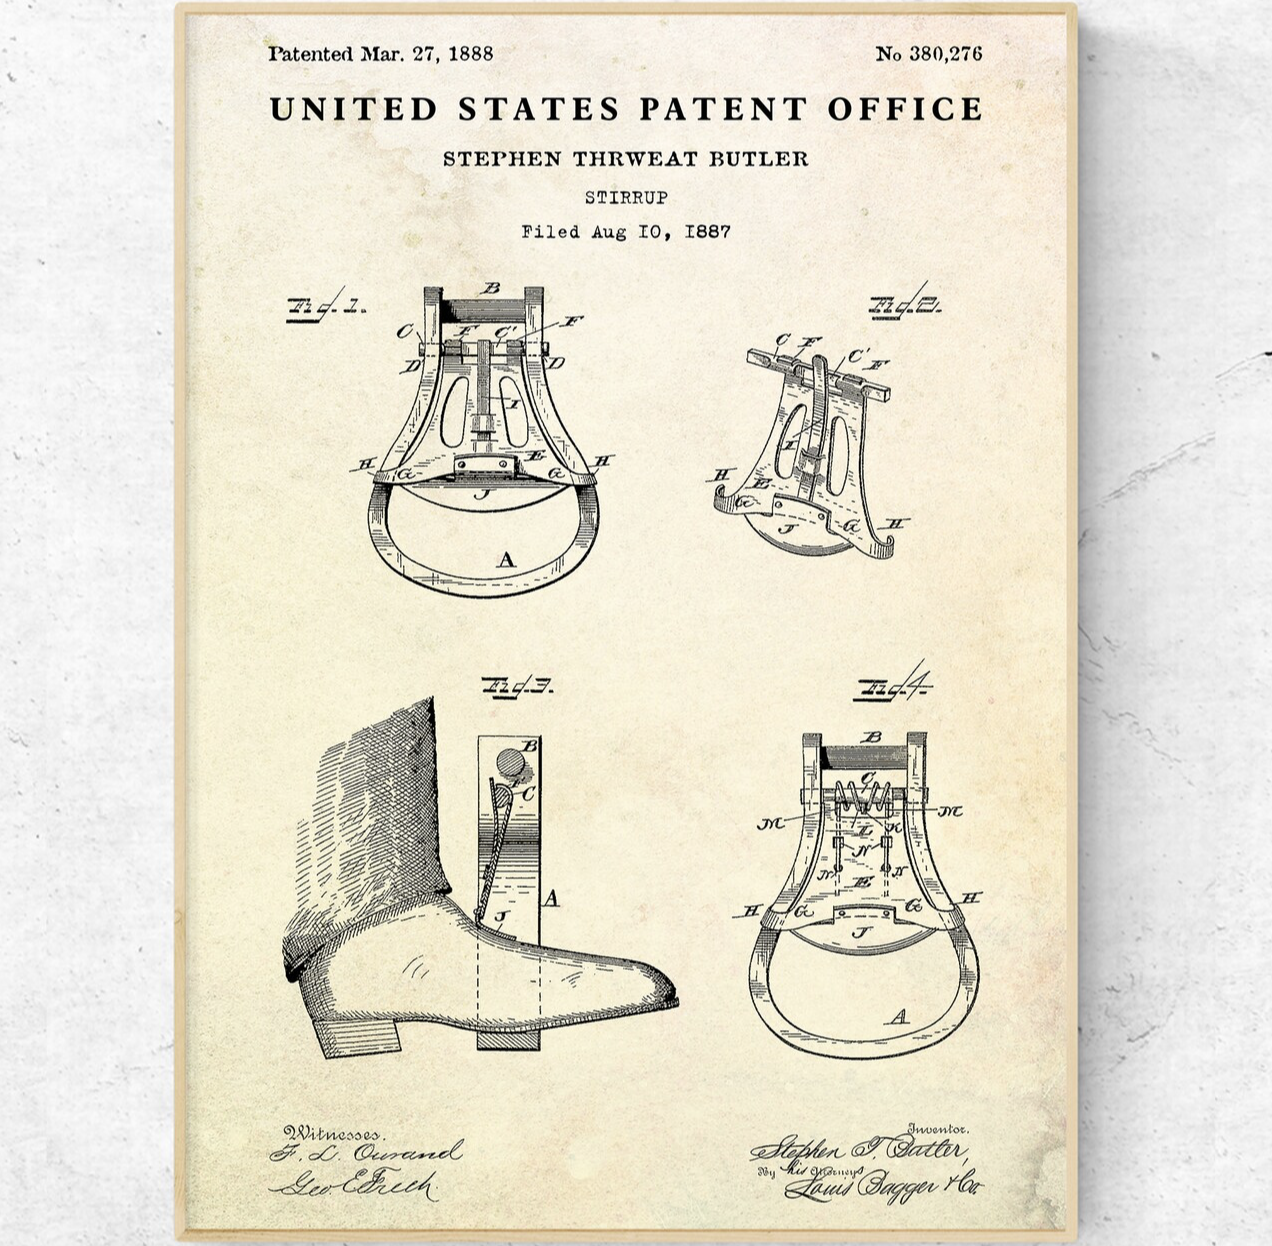 Patented Mar. 27, 1888
No 380,276
UNITED STATES PATENT OFFICE
STEPHEN THRWEAT BUTLER
STIRRUP
Filed Aug 10, 1887
Fig. 1.
B
C F C' F
D D
I
H G E G H
J
A
Fig. 2.
C F C' F
I
H E
G
J G H
Fig. 3.
B
C
A
J
Fig. 4.
B
C
M M
L K
N
N N
E
H G G H
J
A
Witnesses.
F. L. Ourand
Geo E Frech.
Inventor.
Stephen T. Butler,
By his Attorneys
Louis Bagger & Co.